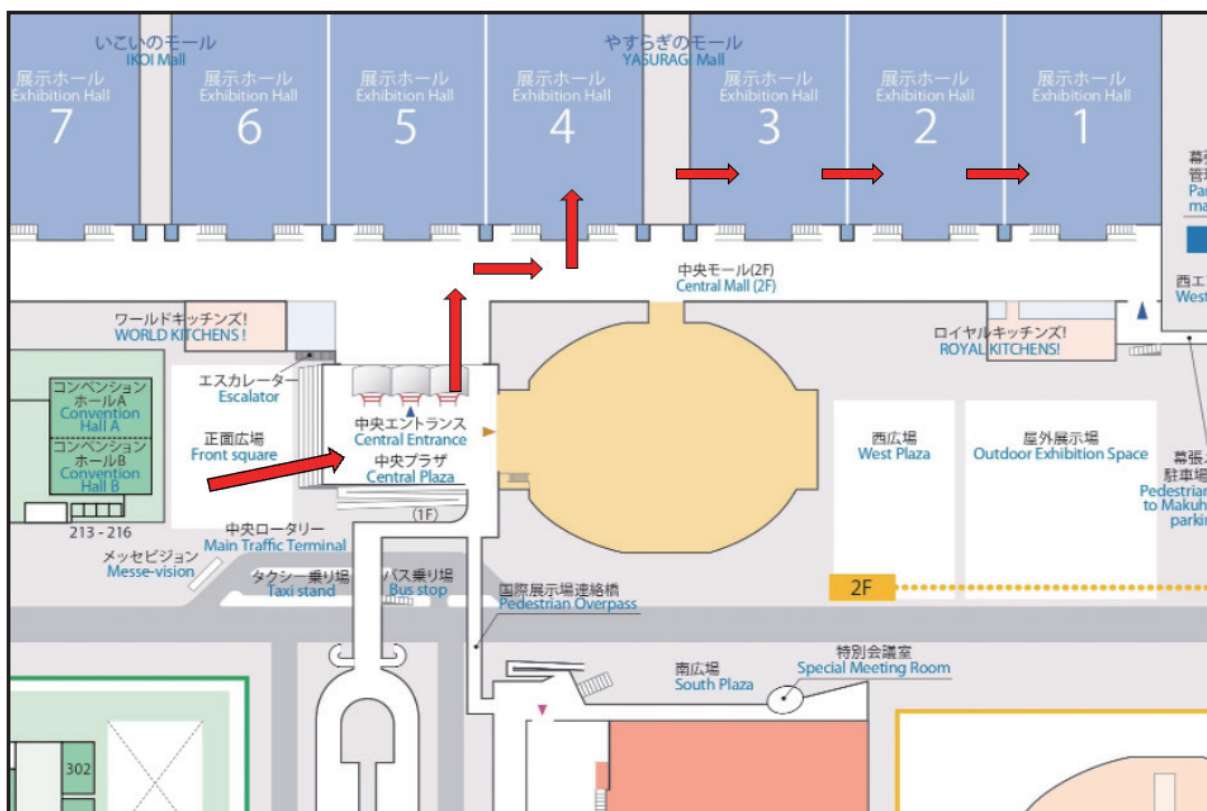 いこいのモール
IKOI Mall
やすらぎのモール
YASURAGI Mall
展示ホール
Exhibition Hall
7
展示ホール
Exhibition Hall
6
展示ホール
Exhibition Hall
5
展示ホール
Exhibition Hall
4
展示ホール
Exhibition Hall
3
展示ホール
Exhibition Hall
2
展示ホール
Exhibition Hall
1
中央モール(2F)
Central Mall (2F)
ワールドキッチンズ!
WORLD KITCHENS !
ロイヤルキッチンズ!
ROYAL KITCHENS!
エスカレーター
Escalator
コンベンション
ホールA
Convention
Hall A
コンベンション
ホールB
Convention
Hall B
213 - 216
正面広場
Front square
中央エントランス
Central Entrance
中央プラザ
Central Plaza
(1F)
西広場
West Plaza
屋外展示場
Outdoor Exhibition Space
中央ロータリー
Main Traffic Terminal
メッセビジョン
Messe-vision
タクシー乗り場
Taxi stand
バス乗り場
Bus stop
国際展示場連絡橋
Pedestrian Overpass
2F
南広場
South Plaza
特別会議室
Special Meeting Room
302
西エ
West
駐車場
Pedestrian
to Makuh
parkin